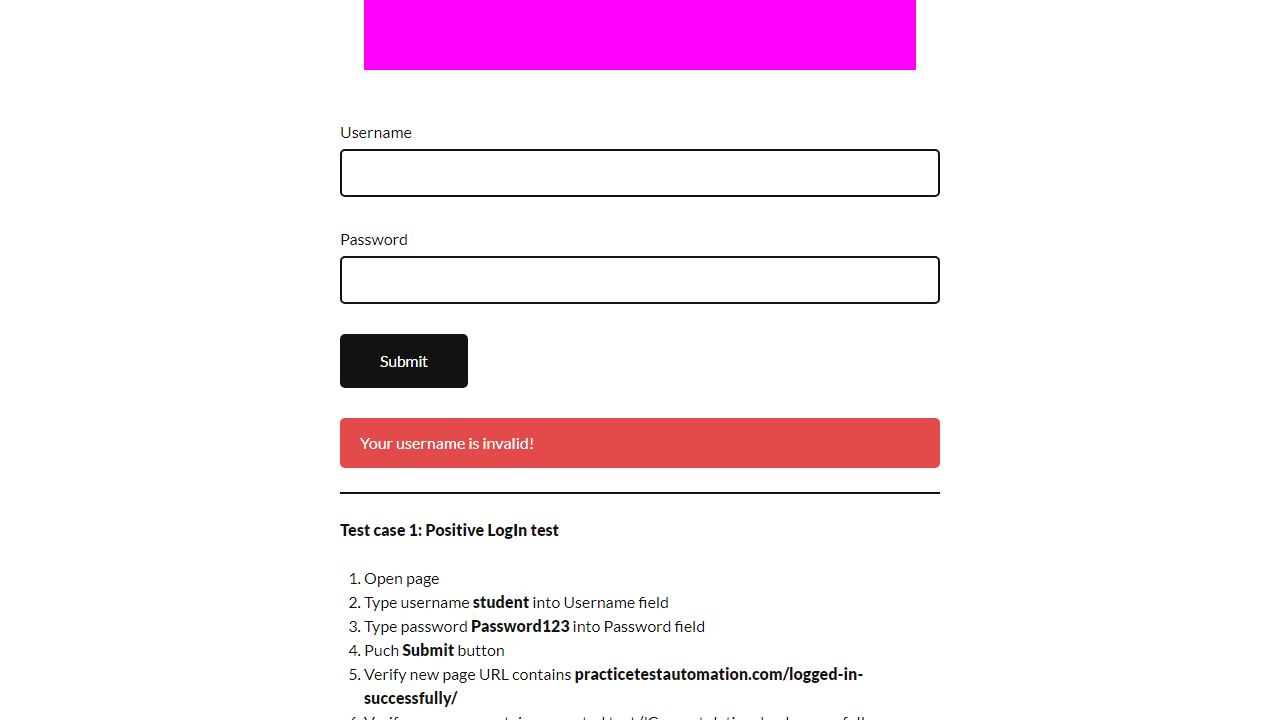 Username
Password
Submit
Your username is invalid!
Test case 1: Positive LogIn test
1. Open page
2. Type username student into Username field
3. Type password Password123 into Password field
4. Puch Submit button
5. Verify new page URL contains practicetestautomation.com/logged-in-
successfully/